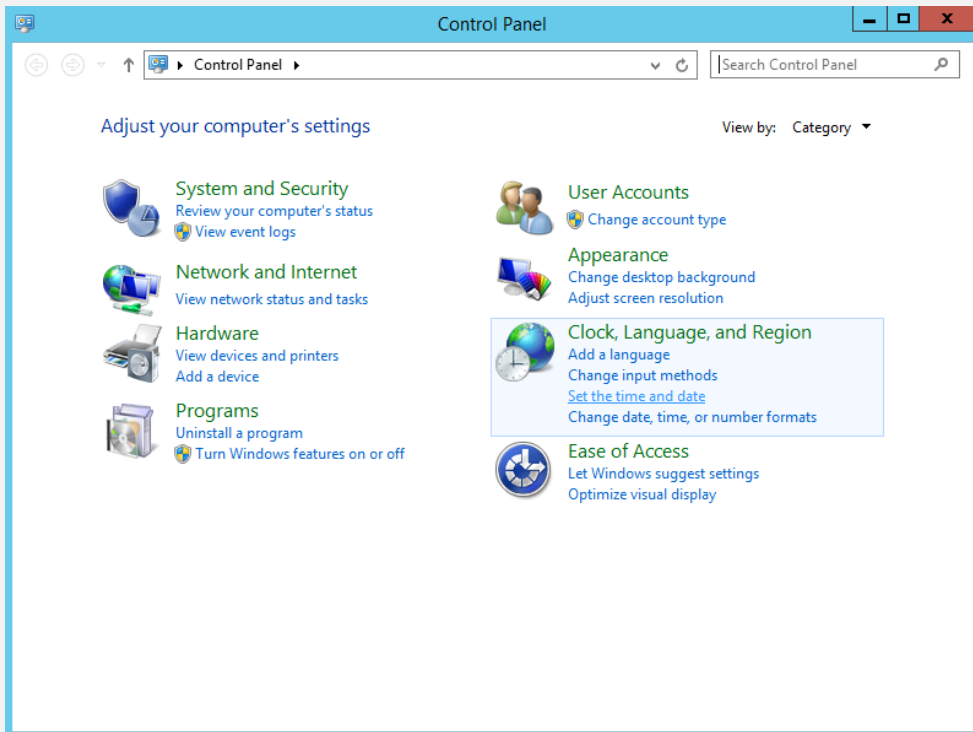 Control Panel
Control Panel
Search Control Panel
Adjust your computer's settings
View by: Category
System and Security
Review your computer's status
View event logs
Network and Internet
View network status and tasks
Hardware
View devices and printers
Add a device
Programs
Uninstall a program
Turn Windows features on or off
User Accounts
Change account type
Appearance
Change desktop background
Adjust screen resolution
Clock, Language, and Region
Add a language
Change input methods
Set the time and date
Change date, time, or number formats
Ease of Access
Let Windows suggest settings
Optimize visual display